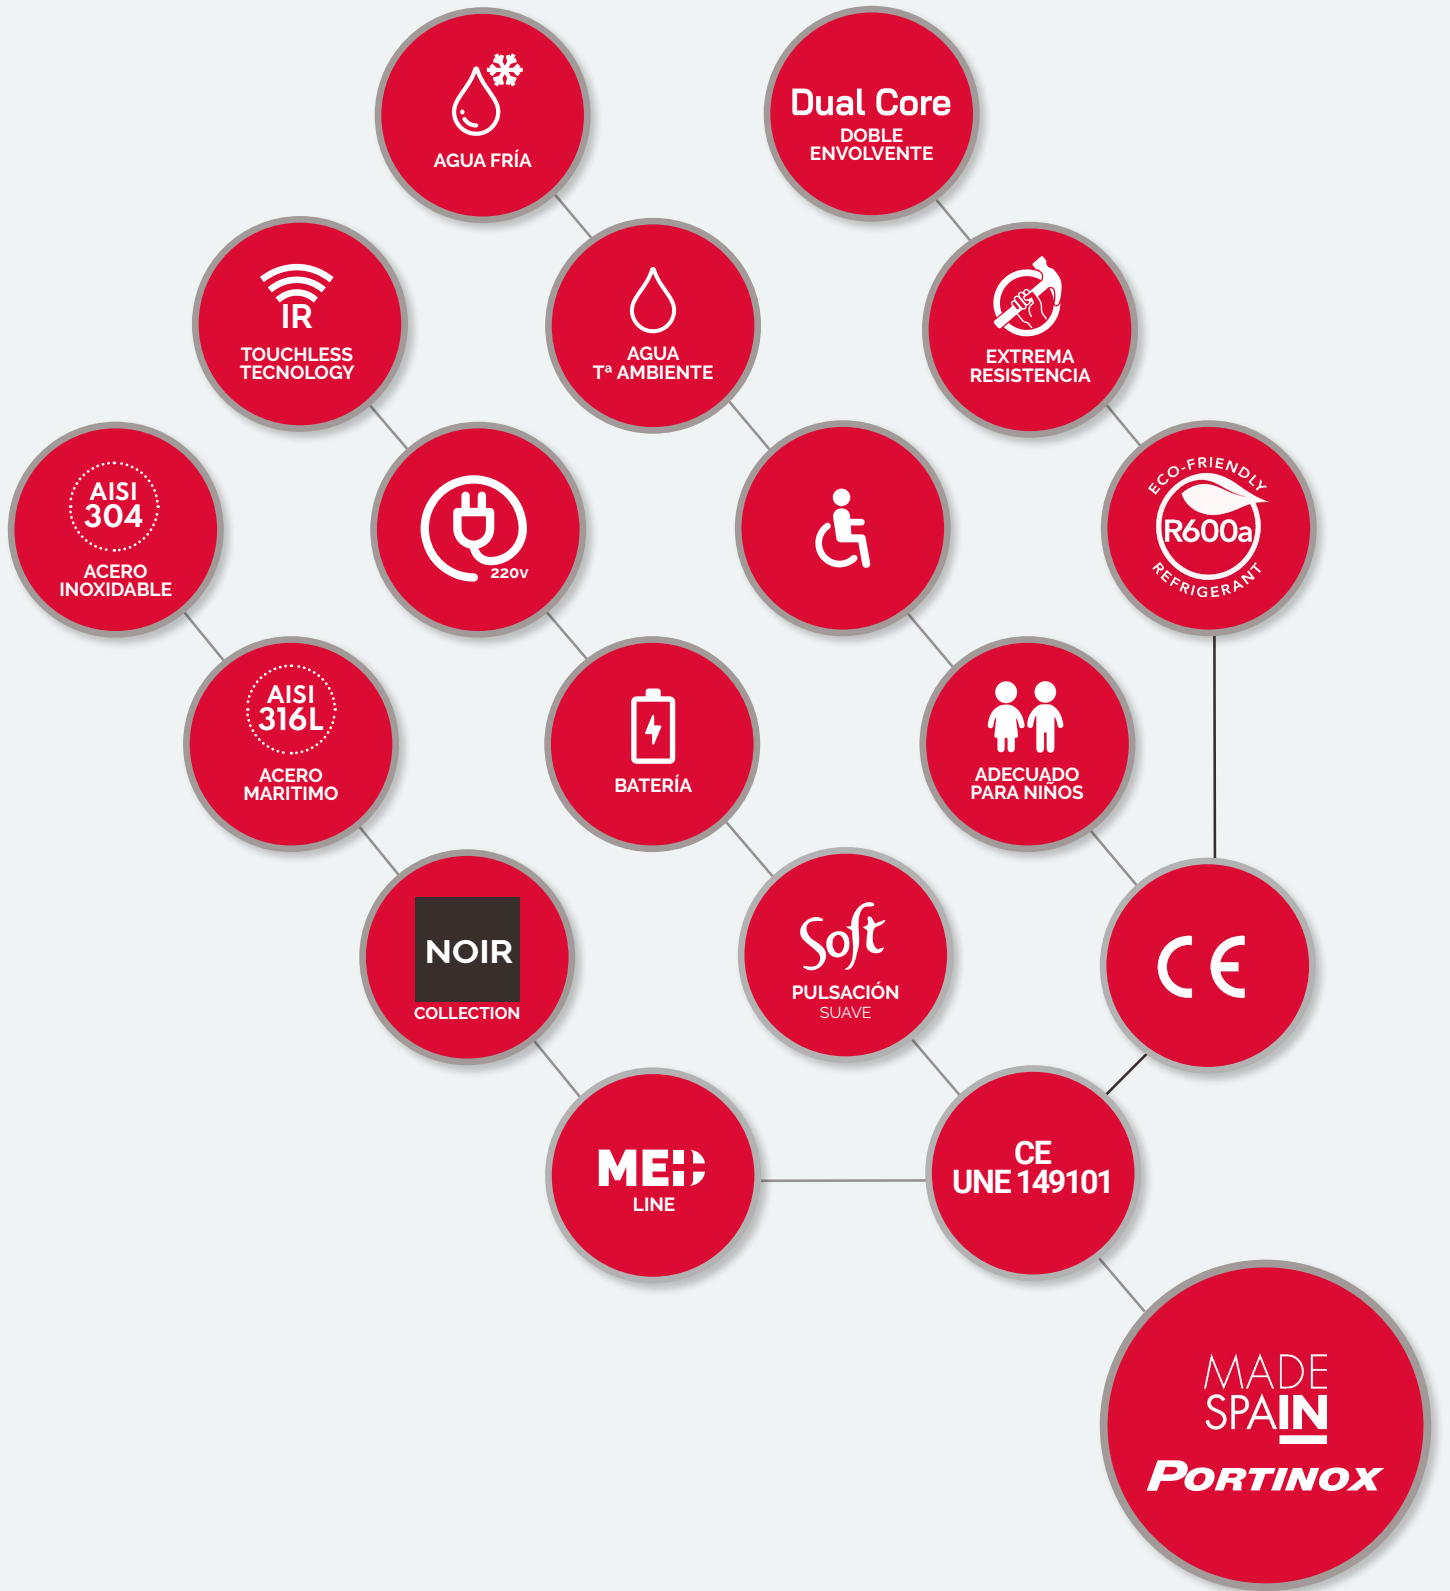 AGUA FRÍA
Dual Core
DOBLE
ENVOLVENTE
IR
TOUCHLESS
TECNOLOGY
AGUA
Tª AMBIENTE
EXTREMA
RESISTENCIA
AISI
304
ACERO
INOXIDABLE
220v
ECO-FRIENDLY
R600a
REFRIGERANT
AISI
316L
ACERO
MARITIMO
BATERÍA
ADECUADO
PARA NIÑOS
NOIR
COLLECTION
Soft
PULSACIÓN
SUAVE
CE
MED
LINE
CE
UNE 149101
MADE
SPAIN
PORTINOX